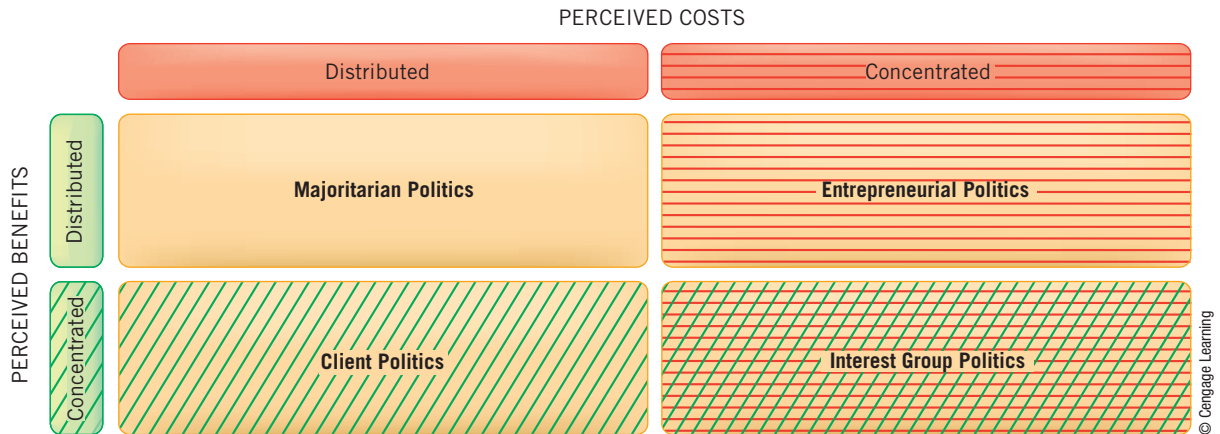 PERCEIVED COSTS
Distributed
Concentrated
PERCEIVED BENEFITS
Distributed
Majoritarian Politics
Entrepreneurial Politics
Concentrated
Client Politics
Interest Group Politics
© Cengage Learning